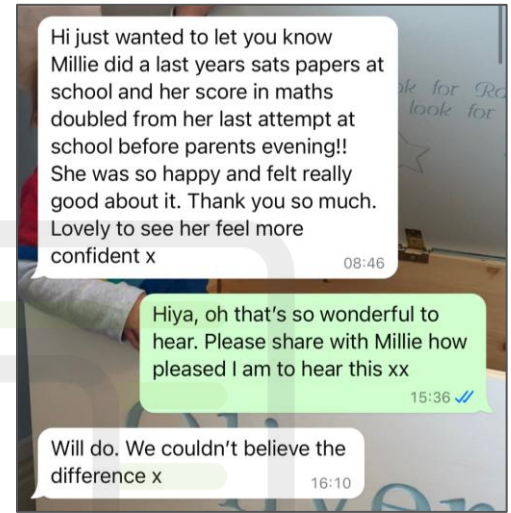 Hi just wanted to let you know
Millie did a last years sats papers at
school and her score in maths
doubled from her last attempt at
school before parents evening!!
She was so happy and felt really
good about it. Thank you so much.
Lovely to see her feel more
confident x
08:46
for Ro
look for
Hiya, oh that's so wonderful to
hear. Please share with Millie how
pleased I am to hear this xx
15:36
Will do. We couldn't believe the
difference x
16:10